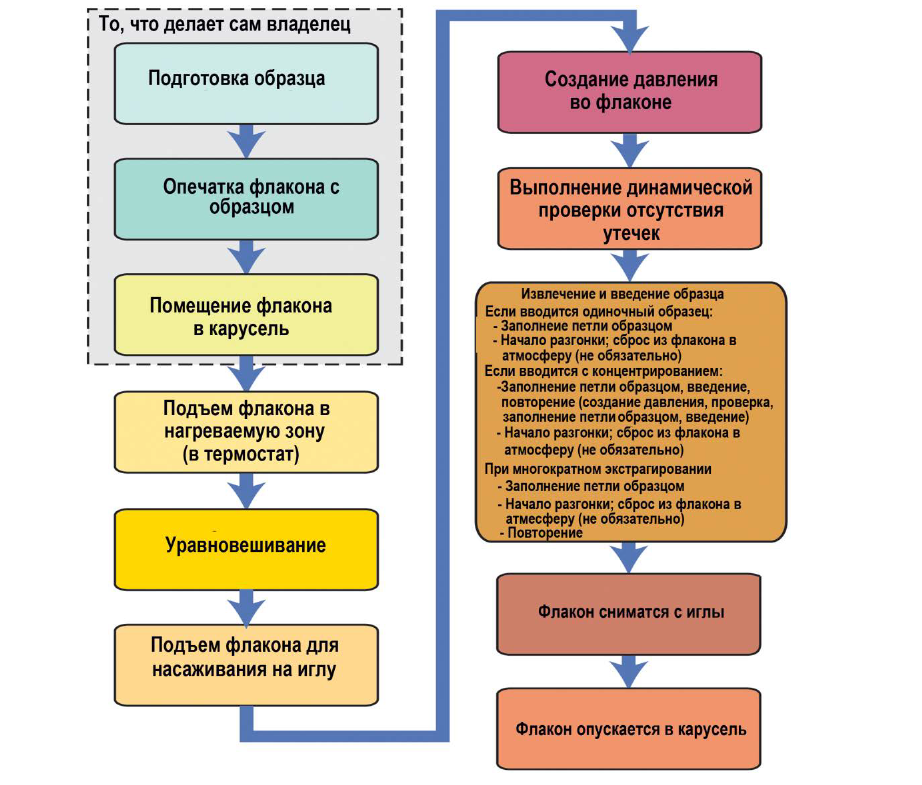 То, что делает сам владелец
Подготовка образца
Опечатка флакона с
образцом
Помещение флакона
в карусель
Подъем флакона в
нагреваемую зону
(в термостат)
Уравновешивание
Подъем флакона для
насаживания на иглу
Создание давления
во флаконе
Выполнение динамической
проверки отсутствия
утечек
Извлечение и введение образца
Если вводится одиночный образец:
- Заполнеие петли образцом
- Начало разгонки; сброс из флакона в
атмосферу (не обязательно)
Если вводится с концентрированием:
-Заполнение петли образцом, введение,
повторение (создание давления, проверка,
заполнение петли образцом, введение)
- Начало разгонки; сброс из флакона в
атмосферу (не обязательно)
При многократном экстрагировании
- Заполнение петли образцом
- Начало разгонки; сброс из флакона в
атмесферу (не обязательно)
- Повторение
Флакон сниматся с иглы
Флакон опускается в карусель